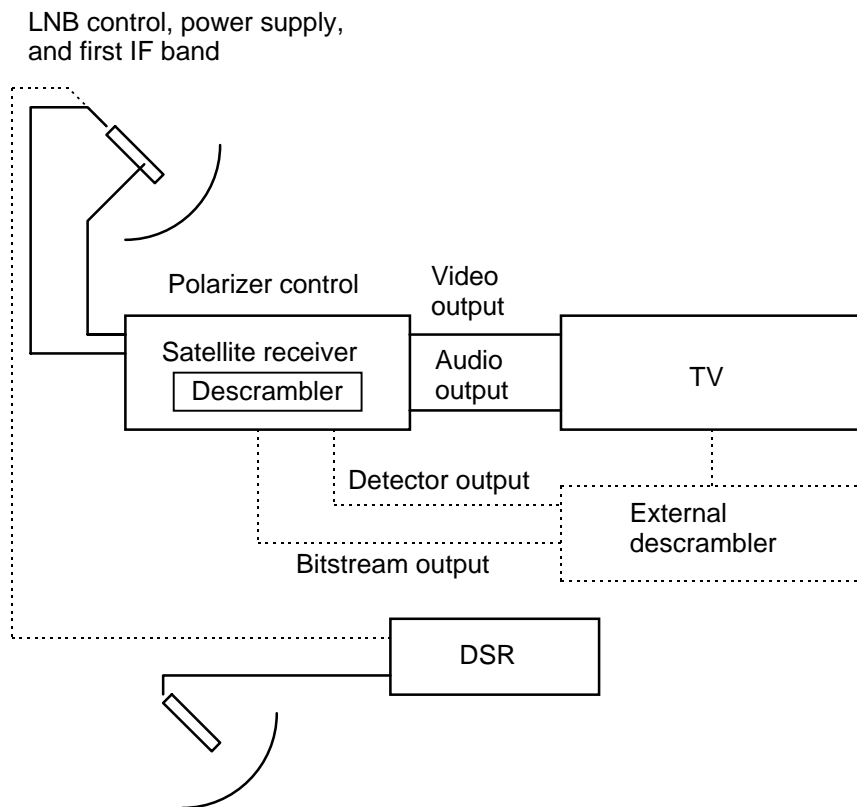 LNB control, power supply,
and first IF band
Polarizer control
Video
output
Satellite receiver
Descrambler
Audio
output
TV
Detector output
External
descrambler
Bitstream output
DSR